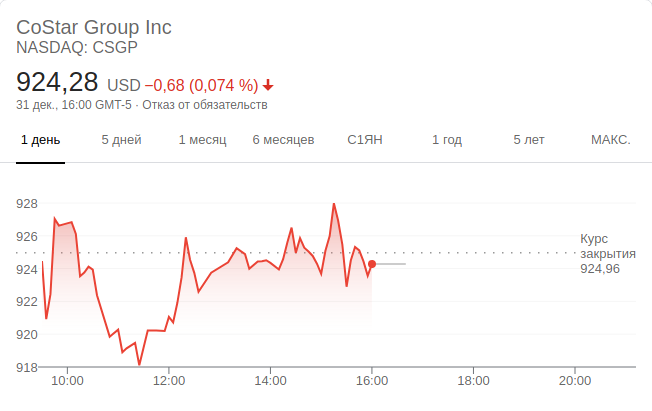 CoStar Group Inc
NASDAQ: CSGP
924,28 USD −0,68 (0,074 %)
31 дек., 16:00 GMT-5 · Отказ от обязательств
1 день 5 дней 1 месяц 6 месяцев С1ЯН 1 год 5 лет МАКС.
928
926
924
922
920
918
Курс
закрытия
924,96
10:00 12:00 14:00 16:00 18:00 20:00